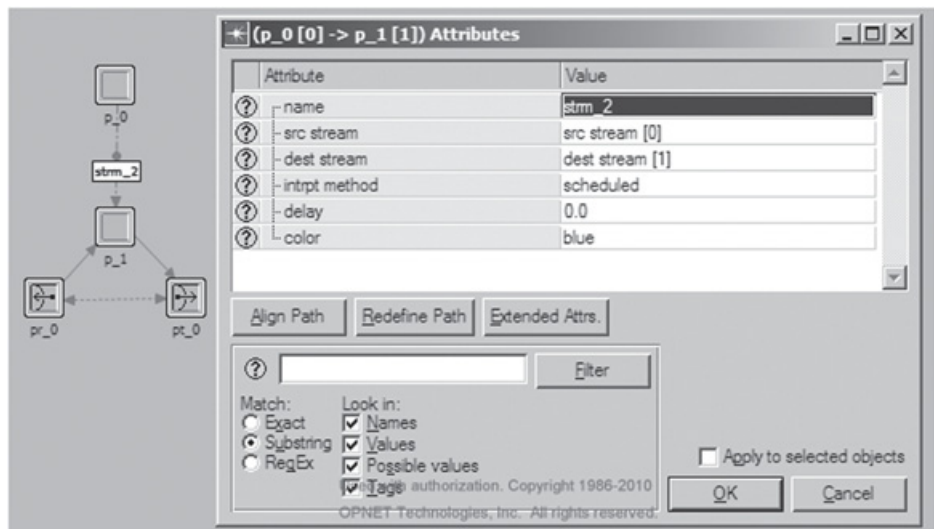 (p_0 [0] -> p_1 [1]) Attributes
Attribute Value
name strm_2
src stream src stream [0]
dest stream dest stream [1]
intrpt method scheduled
delay 0.0
color blue
p_0
strm_2
p_1
pr_0
pt_0
Align Path Redefine Path Extended Attrs.
Filter
Match: Look in:
Exact Names
Substring Values
RegEx Possible values
Tags
Apply to selected objects
authorization. Copyright 1986-2010
OPNET Technologies, Inc. All rights reserved.
OK Cancel